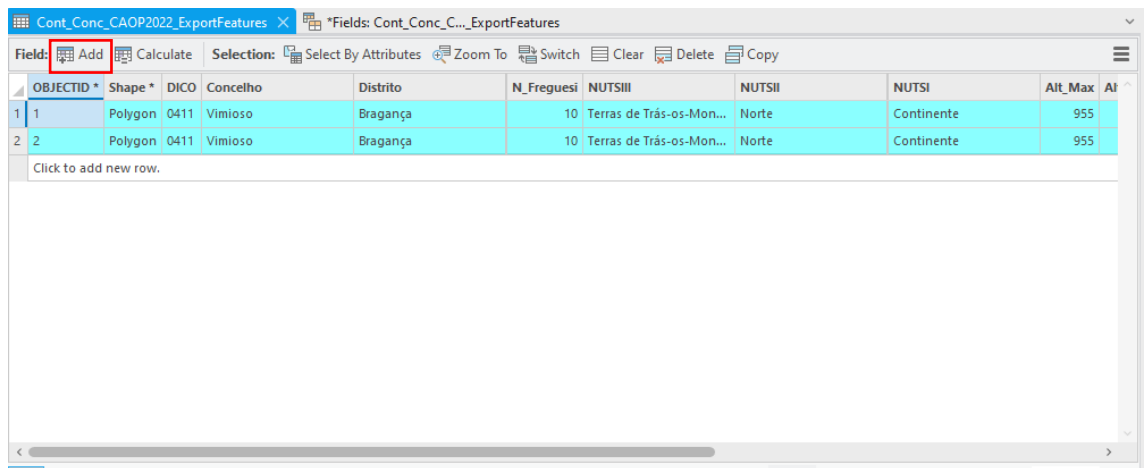 Cont_Conc_CAOP2022_ExportFeatures *Fields: Cont_Conc_C..._ExportFeatures
Field: Add Calculate Selection: Select By Attributes Zoom To Switch Clear Delete Copy
OBJECTID * Shape * DICO Concelho Distrito N_Freguesi NUTSIII NUTSII NUTSI Alt_Max
1 1 Polygon 0411 Vimioso Bragança 10 Terras de Trás-os-Mon... Norte Continente 955
2 2 Polygon 0411 Vimioso Bragança 10 Terras de Trás-os-Mon... Norte Continente 955
Click to add new row.